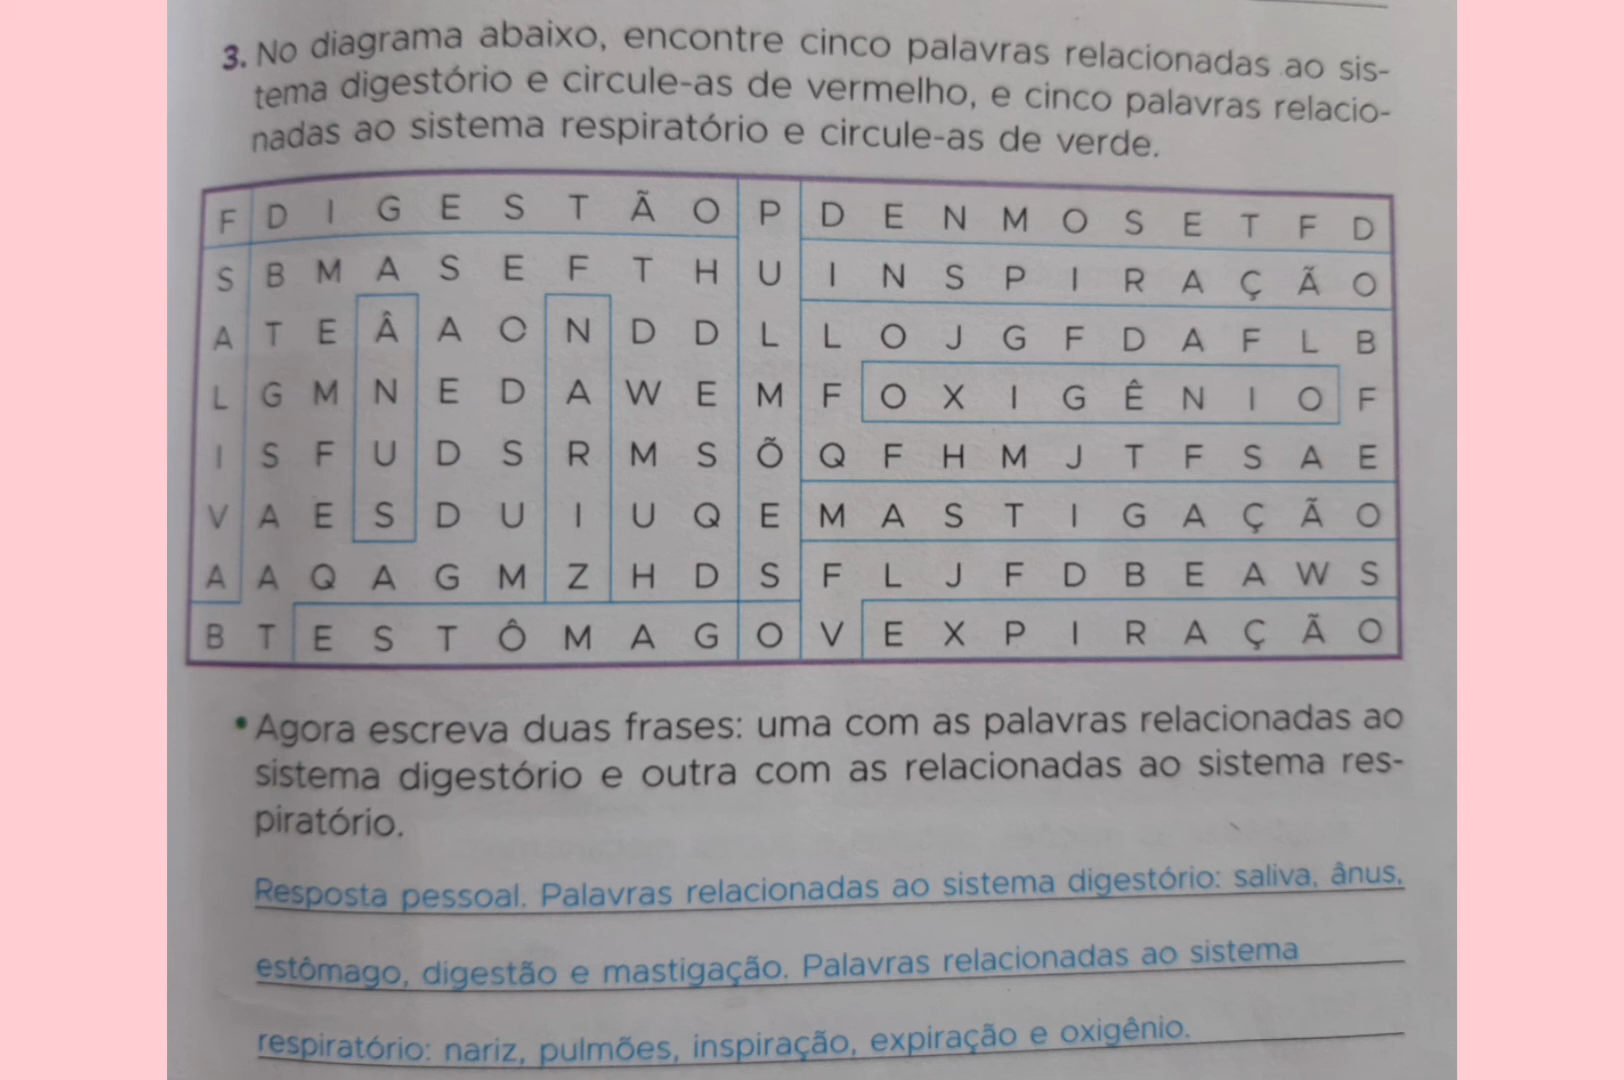 3. No diagrama abaixo, encontre cinco palavras relacionadas ao sis-
tema digestório e circule-as de vermelho, e cinco palavras relacio-
nadas ao sistema respiratório e circule-as de verde.
F D I G E S T Ã O P D E N M O S E T F D
S B M A S E F T H U I N S P I R A Ç Ã O
A T E Â A O N D D L L O J G F D A F L B
L G M N E D A W E M F O X I G Ê N I O F
I S F U D S R M S Õ Q F H M J T F S A E
V A E S D U I U Q E M A S T I G A Ç Ã O
A A Q A G M Z H D S F L J F D B E A W S
B T E S T Ô M A G O V E X P I R A Ç Ã O
• Agora escreva duas frases: uma com as palavras relacionadas ao
sistema digestório e outra com as relacionadas ao sistema res-
piratório.
Resposta pessoal. Palavras relacionadas ao sistema digestório: saliva, ânus,
estômago, digestão e mastigação. Palavras relacionadas ao sistema
respiratório: nariz, pulmões, inspiração, expiração e oxigênio.